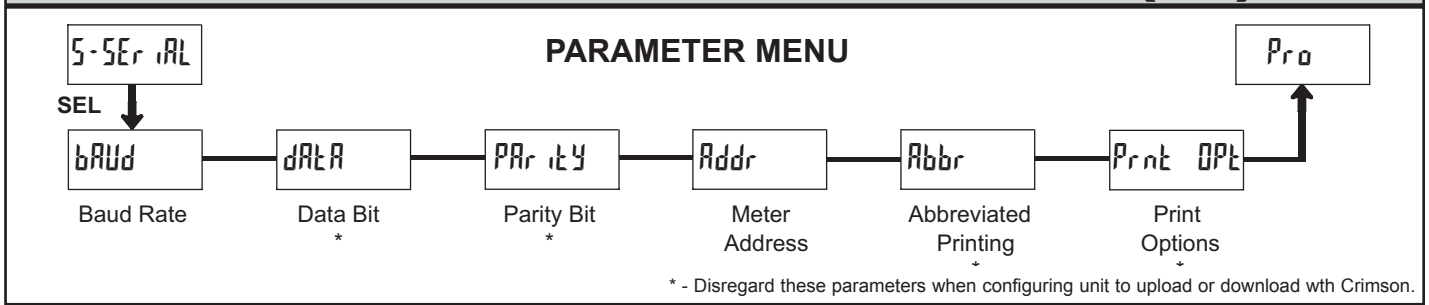 5-SEr iAL
PARAMETER MENU
Pro
SEL
bAUd
dAtA
PAr itY
Addr
Abbr
Prnt OPt
Baud Rate
Data Bit
*
Parity Bit
*
Meter
Address
Abbreviated
Printing
*
Print
Options
*
* - Disregard these parameters when configuring unit to upload or download wth Crimson.